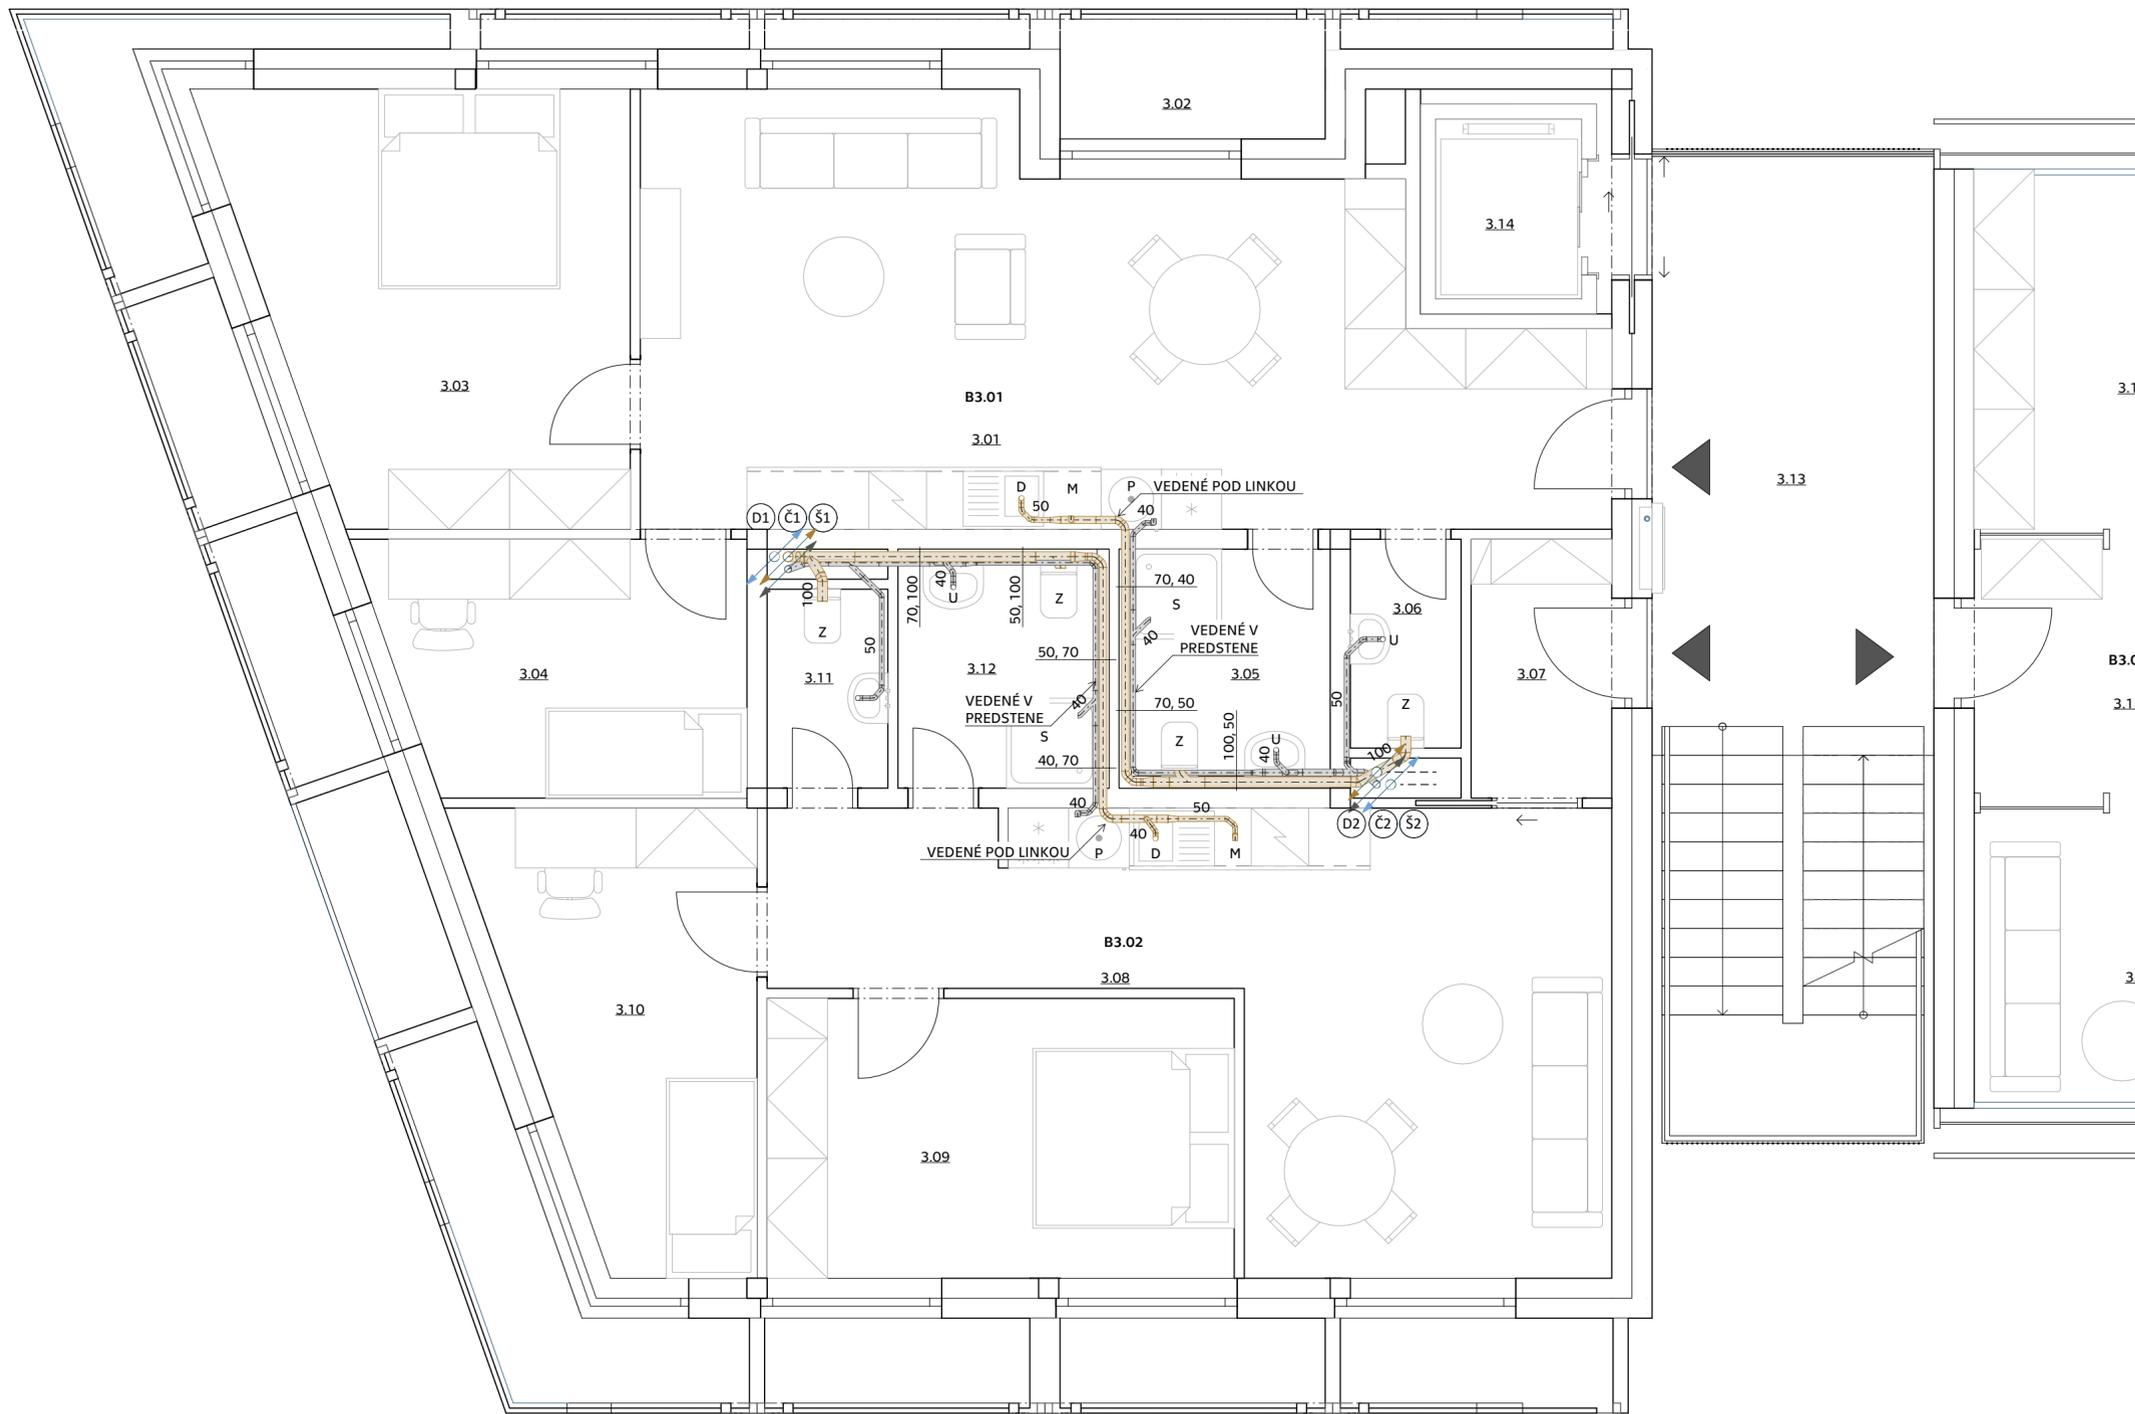 3.02
3.14
3.03
B3.01
3.01
3.13
D
M
P
VEDENÉ POD LINKOU
50
40
D1
Č1
Š1
100
Z
50
40
U
70, 100
50, 100
Z
70, 40
S
40
VEDENÉ V
PREDSTENE
3.06
U
3.04
3.11
3.12
50, 70
3.05
3.07
VEDENÉ V
PREDSTENE
40
S
70, 50
100, 50
Z
40
U
50
Z
100
40, 70
40
50
40
VEDENÉ POD LINKOU
P
D
M
D2
Č2
Š2
B3.02
3.08
3.10
3.09